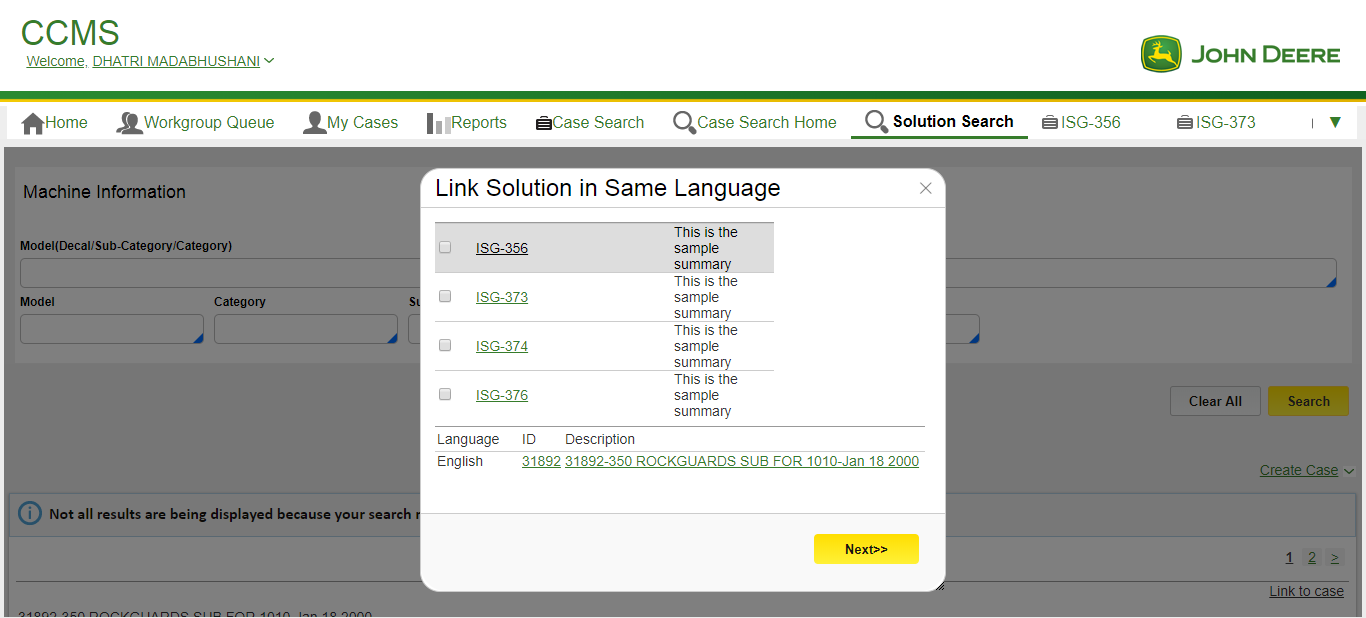 CCMS
Welcome, DHATRI MADABHUSHANI
JOHN DEERE
Home Workgroup Queue My Cases Reports Case Search Case Search Home Solution Search ISG-356 ISG-373
Machine Information
Model(Decal/Sub-Category/Category)
Model Category
Clear All Search
Create Case
Not all results are being displayed because your search
1 2 >
Link to case
31892-350 ROCKGUARDS SUB FOR 1010-Jan 18 2000
Link Solution in Same Language
ISG-356 This is the
sample
summary
ISG-373 This is the
sample
summary
ISG-374 This is the
sample
summary
ISG-376 This is the
sample
summary
Language ID Description
English 31892 31892-350 ROCKGUARDS SUB FOR 1010-Jan 18 2000
Next>>